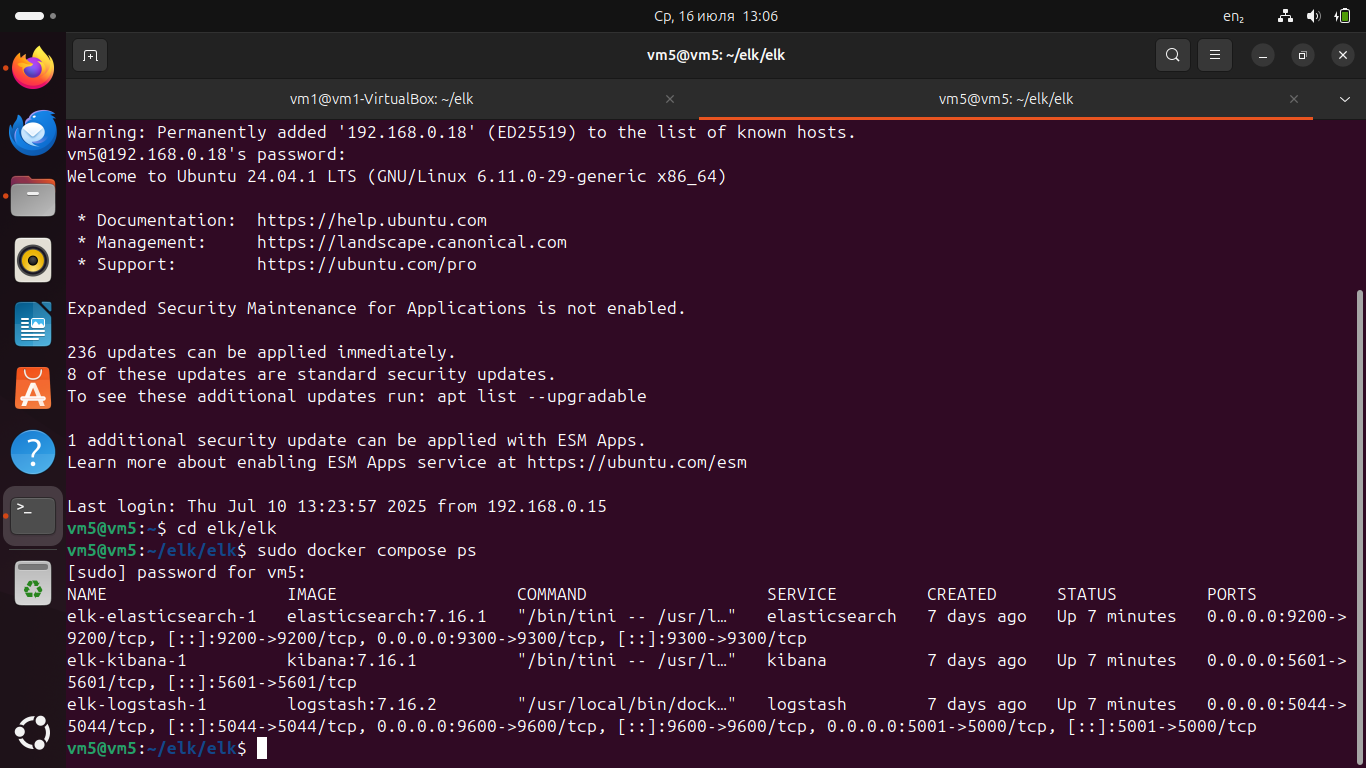 Ср, 16 июля 13:06
en₂
vm5@vm5: ~/elk/elk
vm1@vm1-VirtualBox: ~/elk
vm5@vm5: ~/elk/elk
Warning: Permanently added '192.168.0.18' (ED25519) to the list of known hosts.
vm5@192.168.0.18's password:
Welcome to Ubuntu 24.04.1 LTS (GNU/Linux 6.11.0-29-generic x86_64)
* Documentation:  https://help.ubuntu.com
* Management:     https://landscape.canonical.com
* Support:        https://ubuntu.com/pro
Expanded Security Maintenance for Applications is not enabled.
236 updates can be applied immediately.
8 of these updates are standard security updates.
To see these additional updates run: apt list --upgradable
1 additional security update can be applied with ESM Apps.
Learn more about enabling ESM Apps service at https://ubuntu.com/esm
Last login: Thu Jul 10 13:23:57 2025 from 192.168.0.15
vm5@vm5:~$ cd elk/elk
vm5@vm5:~/elk/elk$ sudo docker compose ps
[sudo] password for vm5:
NAME                  IMAGE                  COMMAND                  SERVICE         CREATED      STATUS         PORTS
elk-elasticsearch-1   elasticsearch:7.16.1   "/bin/tini -- /usr/l…"   elasticsearch   7 days ago   Up 7 minutes   0.0.0.0:9200->
9200/tcp, [::]:9200->9200/tcp, 0.0.0.0:9300->9300/tcp, [::]:9300->9300/tcp
elk-kibana-1          kibana:7.16.1          "/bin/tini -- /usr/l…"   kibana          7 days ago   Up 7 minutes   0.0.0.0:5601->
5601/tcp, [::]:5601->5601/tcp
elk-logstash-1        logstash:7.16.2        "/usr/local/bin/dock…"   logstash        7 days ago   Up 7 minutes   0.0.0.0:5044->
5044/tcp, [::]:5044->5044/tcp, 0.0.0.0:9600->9600/tcp, [::]:9600->9600/tcp, 0.0.0.0:5001->5000/tcp, [::]:5001->5000/tcp
vm5@vm5:~/elk/elk$